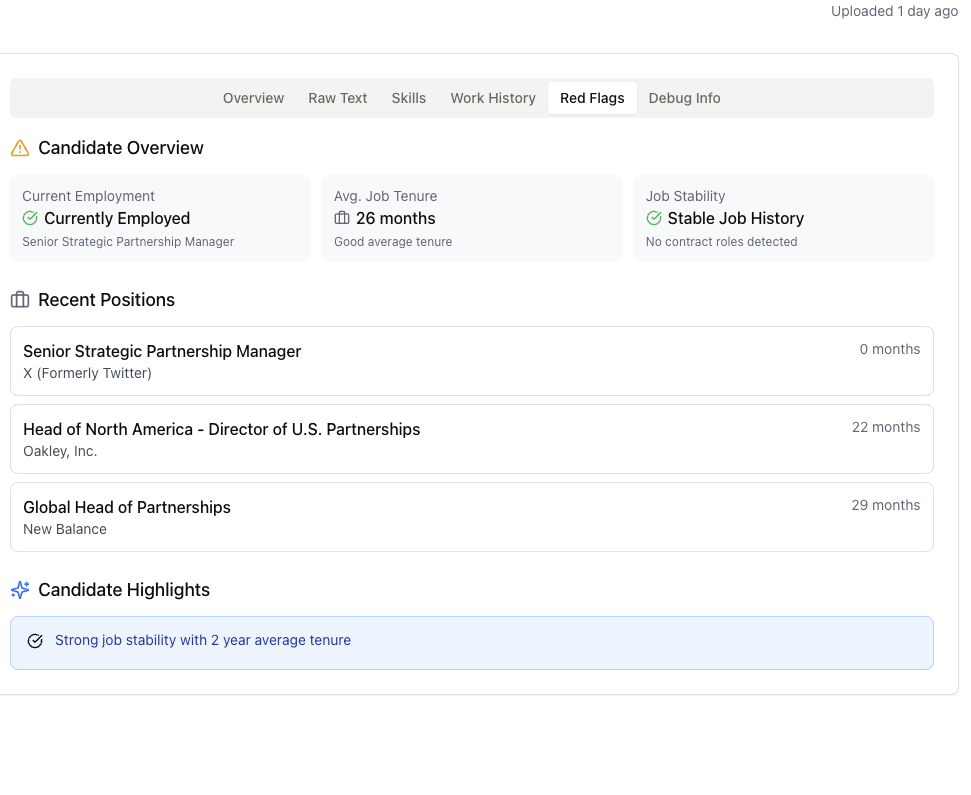 Uploaded 1 day ago
Overview Raw Text Skills Work History Red Flags Debug Info
Candidate Overview
Current Employment
Currently Employed
Senior Strategic Partnership Manager
Avg. Job Tenure
26 months
Good average tenure
Job Stability
Stable Job History
No contract roles detected
Recent Positions
Senior Strategic Partnership Manager
0 months
X (Formerly Twitter)
Head of North America - Director of U.S. Partnerships
22 months
Oakley, Inc.
Global Head of Partnerships
29 months
New Balance
Candidate Highlights
Strong job stability with 2 year average tenure